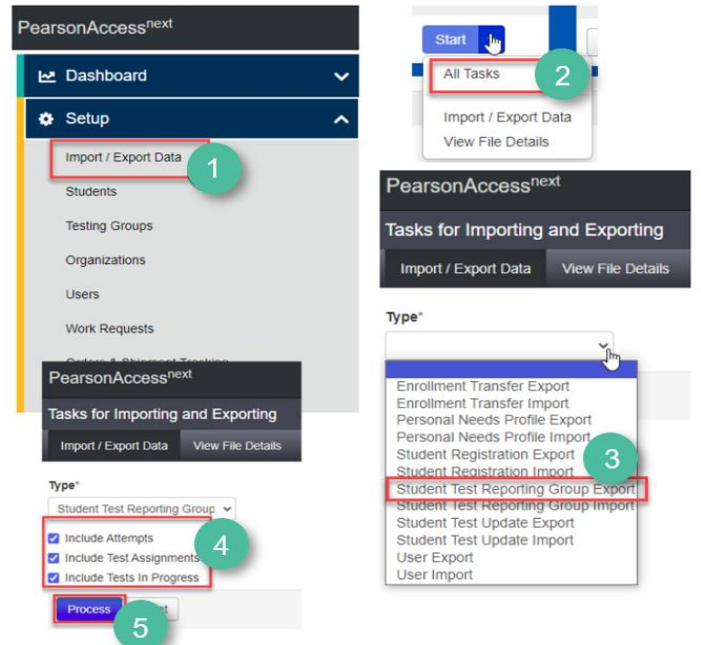 PearsonAccessnext
Dashboard
Setup
Import / Export Data
1
Students
Testing Groups
Organizations
Users
Work Requests
Orders & Shipment Tracking
Start
All Tasks
2
Import / Export Data
View File Details
PearsonAccessnext
Tasks for Importing and Exporting
Import / Export Data View File Details
Type*
Enrollment Transfer Export
Enrollment Transfer Import
Personal Needs Profile Export
Personal Needs Profile Import
Student Registration Export
Student Registration Import
3
Student Test Reporting Group Export
Student Test Reporting Group Import
Student Test Update Export
Student Test Update Import
User Export
User Import
PearsonAccessnext
Tasks for Importing and Exporting
Import / Export Data View File Details
Type*
Student Test Reporting Group
Include Attempts
4
Include Test Assignments
Include Tests In Progress
Process
5